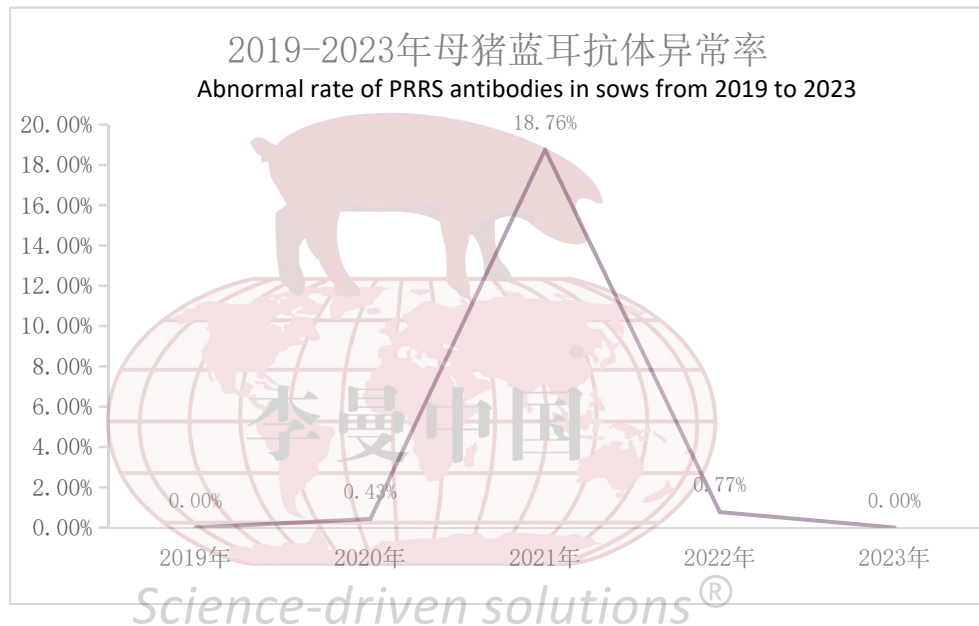 2019-2023年母猪蓝耳抗体异常率
Abnormal rate of PRRS antibodies in sows from 2019 to 2023
20.00%
18.76%
18.00%
16.00%
14.00%
12.00%
10.00%
8.00%
6.00%
李曼中国
4.00%
2.00%
0.00%
0.43%
0.77%
0.00%
0.00%
2019年
2020年
2021年
2022年
2023年
Science-driven solutions®